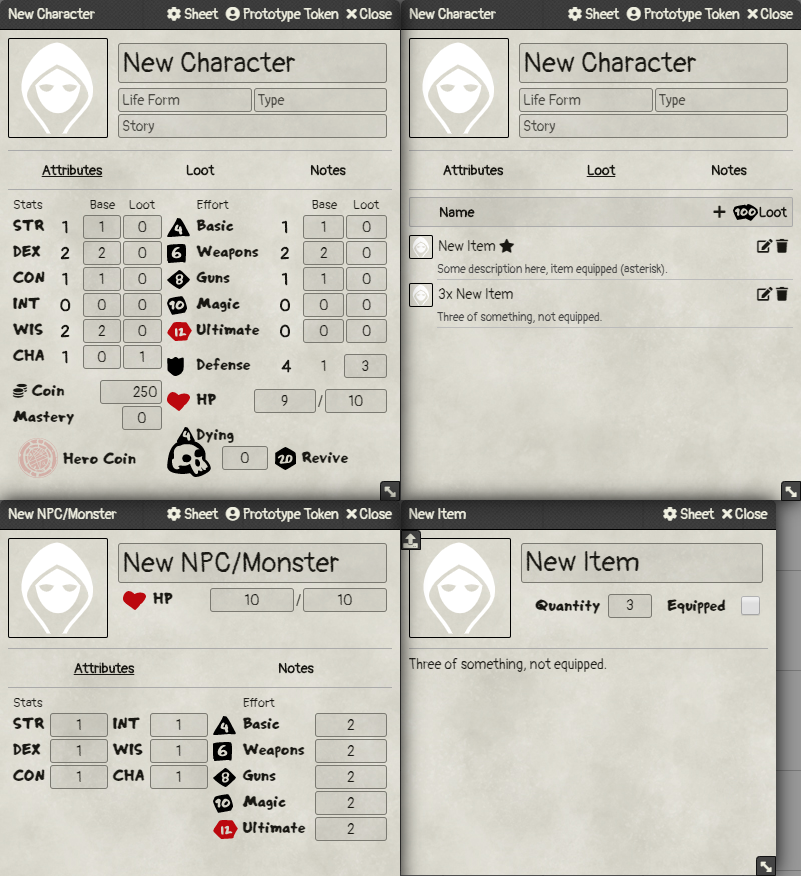 New Character Sheet Prototype Token Close
New Character
Life Form Type
Story
Attributes Loot Notes
Stats Base Loot Effort Base Loot
STR 1 1 0 4 Basic 1 1 0
DEX 2 2 0 6 Weapons 2 2 0
CON 1 1 0 8 Guns 1 1 0
INT 0 0 0 10 Magic 0 0 0
WIS 2 2 0 12 Ultimate 0 0 0
CHA 1 0 1 Defense 4 1 3
Coin 250 HP 9 / 10
Mastery 0
4 Dying
Hero Coin 0 20 Revive
New Character Sheet Prototype Token Close
New Character
Life Form Type
Story
Attributes Loot Notes
Name + 100 Loot
New Item
Some description here, item equipped (asterisk).
3x New Item
Three of something, not equipped.
New NPC/Monster Sheet Prototype Token Close
New NPC/Monster
HP 10 / 10
Attributes Notes
Stats Effort
STR 1 INT 1 4 Basic 2
DEX 1 WIS 1 6 Weapons 2
CON 1 CHA 1 8 Guns 2
10 Magic 2
12 Ultimate 2
New Item Sheet Close
New Item
Quantity 3 Equipped
Three of something, not equipped.